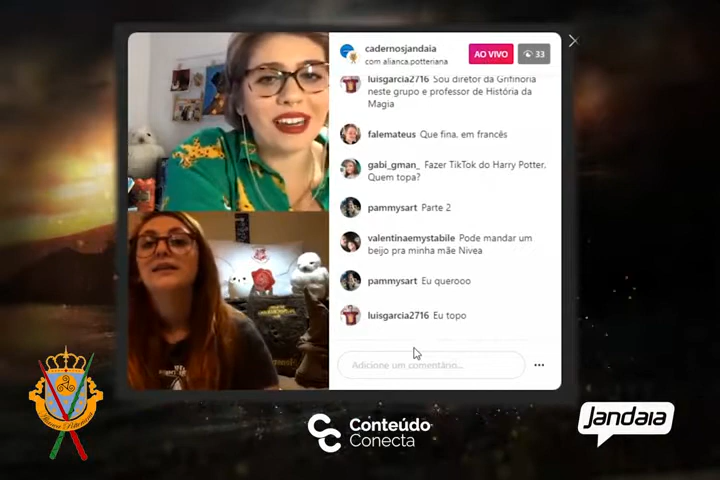 cadernosjandaia
com alianca.potteriana
AO VIVO
33
luisgarcia2716 Sou diretor da Grifinória
neste grupo e professor de História da
Magia
falemateus Que fina, em francês
gabi_gman_ Fazer TikTok do Harry Potter.
Quem topa?
pammysart Parte 2
valentinaemystabile Pode mandar um
beijo pra minha mãe Nivea
pammysart Eu querooo
luisgarcia2716 Eu topo
Adicione um comentário...
Conteúdo
Conecta
Jandaia